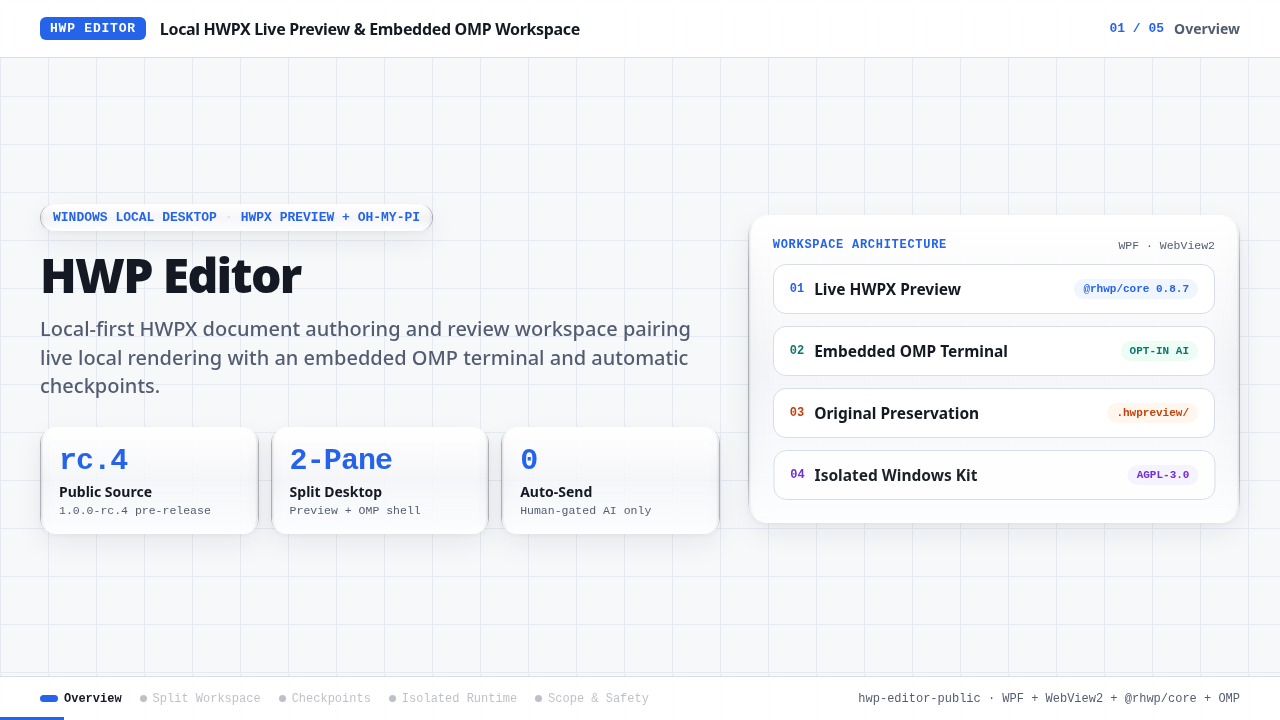 HWP EDITOR
Local HWPX Live Preview & Embedded OMP Workspace
01 / 05 Overview
WINDOWS LOCAL DESKTOP · HWPX PREVIEW + OH-MY-PI
HWP Editor
Local-first HWPX document authoring and review workspace pairing
live local rendering with an embedded OMP terminal and automatic
checkpoints.
rc.4
Public Source
1.0.0-rc.4 pre-release
2-Pane
Split Desktop
Preview + OMP shell
0
Auto-Send
Human-gated AI only
WORKSPACE ARCHITECTURE
WPF · WebView2
01 Live HWPX Preview @rhwp/core 0.8.7
02 Embedded OMP Terminal OPT-IN AI
03 Original Preservation .hwpreview/
04 Isolated Windows Kit AGPL-3.0
Overview Split Workspace Checkpoints Isolated Runtime Scope & Safety
hwp-editor-public · WPF + WebView2 + @rhwp/core + OMP